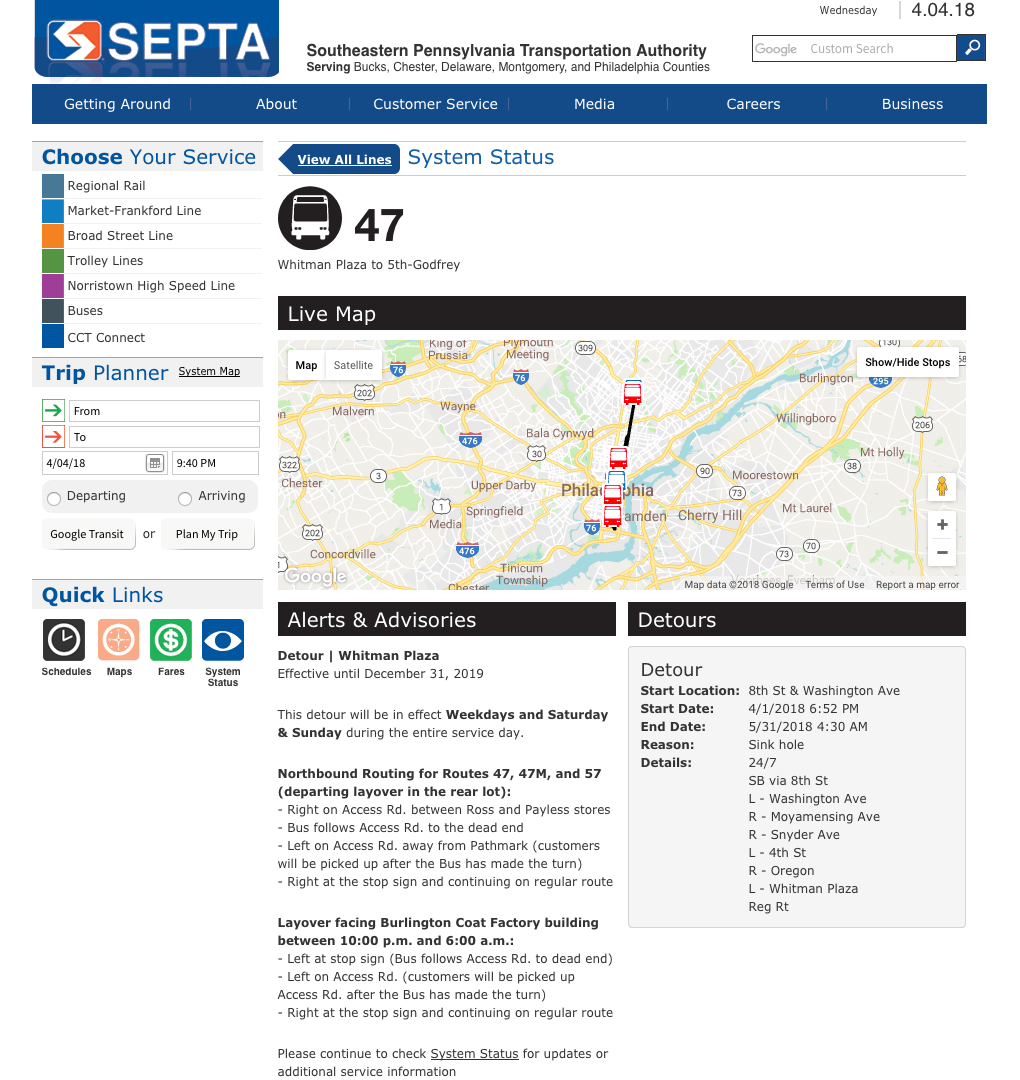 Wednesday
4.04.18
SEPTA
Southeastern Pennsylvania Transportation Authority
Serving Bucks, Chester, Delaware, Montgomery, and Philadelphia Counties
Google Custom Search
Getting Around
About
Customer Service
Media
Careers
Business
Choose Your Service
Regional Rail
Market-Frankford Line
Broad Street Line
Trolley Lines
Norristown High Speed Line
Buses
CCT Connect
Trip Planner
System Map
From
To
4/04/18
9:40 PM
Departing
Arriving
Google Transit
or
Plan My Trip
Quick Links
Schedules
Maps
Fares
System
Status
View All Lines
System Status
47
Whitman Plaza to 5th-Godfrey
Live Map
Map
Satellite
Show/Hide Stops
King of
Prussia
Plymouth
Meeting
309
(130)
76
76
202
Malvern
Wayne
Burlington
295
Willingboro
206
476
Bala Cynwyd
30
Mt Holly
322
Chester
3
Upper Darby
90
Moorestown
38
73
1
Springfield
Media
76
Cherry Hill
Mt Laurel
202
Concordville
476
73
70
Tinicum
Township
Chester
Google
Map data ©2018 Google
Terms of Use
Report a map error
Alerts & Advisories
Detour | Whitman Plaza
Effective until December 31, 2019
This detour will be in effect Weekdays and Saturday
& Sunday during the entire service day.
Northbound Routing for Routes 47, 47M, and 57
(departing layover in the rear lot):
- Right on Access Rd. between Ross and Payless stores
- Bus follows Access Rd. to the dead end
- Left on Access Rd. away from Pathmark (customers
will be picked up after the Bus has made the turn)
- Right at the stop sign and continuing on regular route
Layover facing Burlington Coat Factory building
between 10:00 p.m. and 6:00 a.m.:
- Left at stop sign (Bus follows Access Rd. to dead end)
- Left on Access Rd. (customers will be picked up
Access Rd. after the Bus has made the turn)
- Right at the stop sign and continuing on regular route
Please continue to check System Status for updates or
additional service information
Detours
Detour
Start Location: 8th St & Washington Ave
Start Date: 4/1/2018 6:52 PM
End Date: 5/31/2018 4:30 AM
Reason: Sink hole
Details: 24/7
SB via 8th St
L - Washington Ave
R - Moyamensing Ave
R - Snyder Ave
L - 4th St
R - Oregon
L - Whitman Plaza
Reg Rt